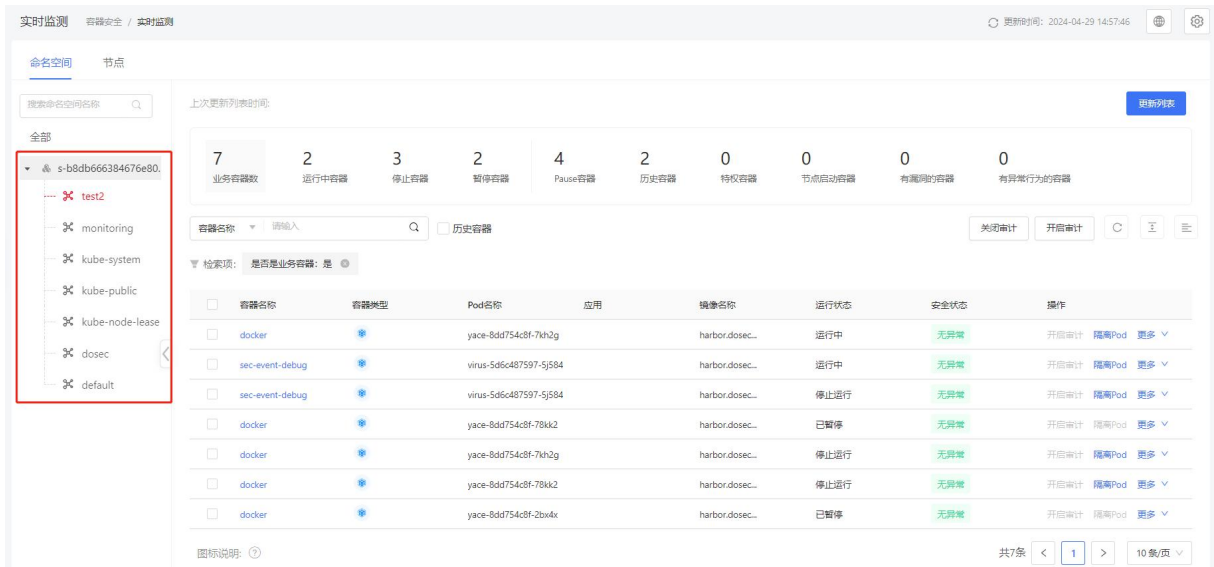 实时监测 容器安全 / 实时监测 更新时间: 2024-04-29 14:57:46
命名空间 节点
搜索命名空间名称
上次更新列表时间: 更新列表
全部
s-b8db666384676e80.
test2
monitoring
kube-system
kube-public
kube-node-lease
dosec
default
7 2 3 2 4 2 0 0 0 0
业务容器数 运行中容器 停止容器 暂停容器 Pause容器 历史容器 特权容器 节点启动容器 有漏洞的容器 有异常行为的容器
容器名称 请输入 历史容器 关闭审计 开启审计
检索项: 是否是业务容器: 是
容器名称 容器类型 Pod名称 应用 镜像名称 运行状态 安全状态 操作
docker yace-8dd754c8f-7kh2g harbor.dosec... 运行中 无异常 开启审计 隔离Pod 更多
sec-event-debug virus-5d6c487597-5j584 harbor.dosec... 运行中 无异常 开启审计 隔离Pod 更多
sec-event-debug virus-5d6c487597-5j584 harbor.dosec... 停止运行 无异常 开启审计 隔离Pod 更多
docker yace-8dd754c8f-78kk2 harbor.dosec... 已暂停 无异常 开启审计 隔离Pod 更多
docker yace-8dd754c8f-7kh2g harbor.dosec... 停止运行 无异常 开启审计 隔离Pod 更多
docker yace-8dd754c8f-78kk2 harbor.dosec... 停止运行 无异常 开启审计 隔离Pod 更多
docker yace-8dd754c8f-2bx4x harbor.dosec... 已暂停 无异常 开启审计 隔离Pod 更多
图标说明: 共7条 < 1 > 10 条/页